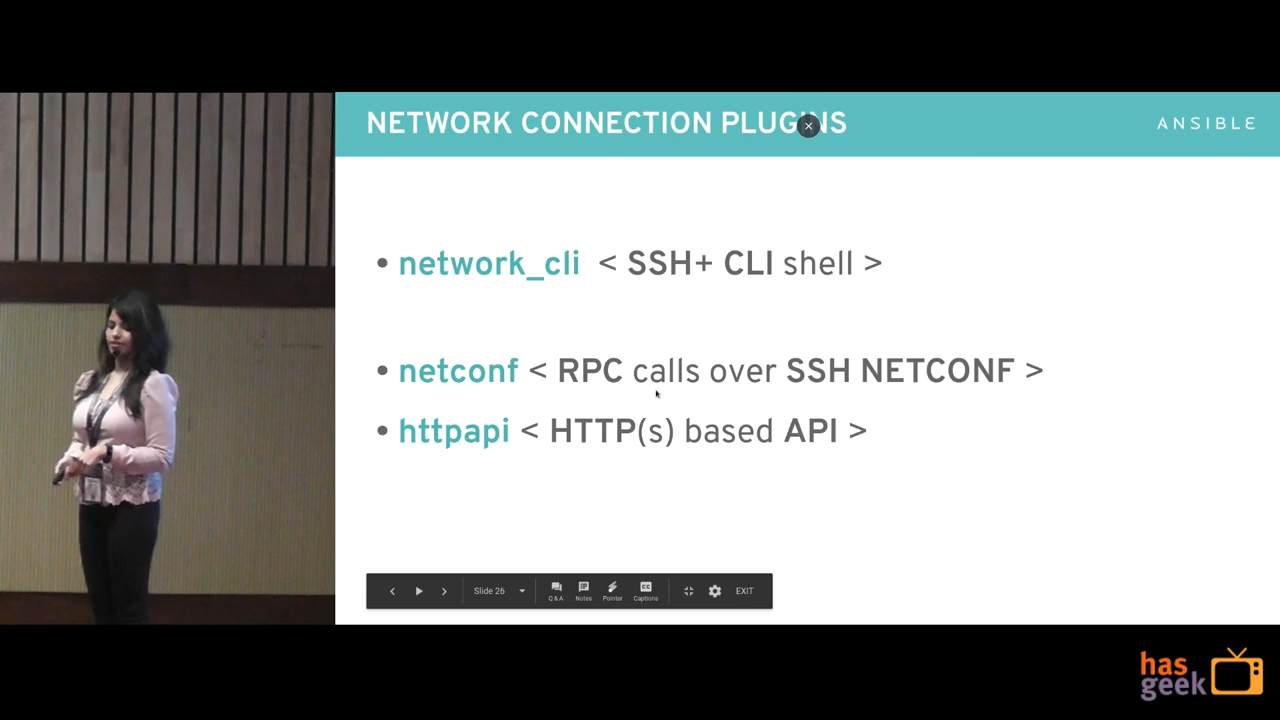 NETWORK CONNECTION PLUGINS
ANSIBLE
• network_cli < SSH+ CLI shell >
• netconf < RPC calls over SSH NETCONF >
• httpapi < HTTP(s) based API >
Slide 26
Q & A
Notes
Pointer
Captions
EXIT
has
geek